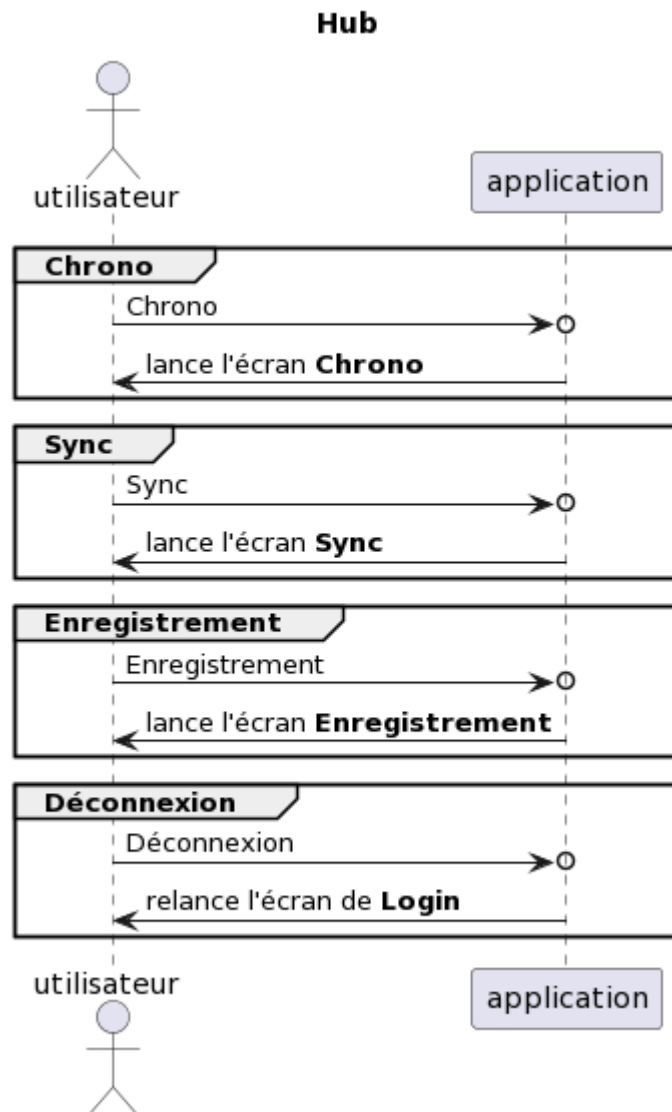 Hub
utilisateur
application
Chrono
Chrono
lance l'écran Chrono
Sync
Sync
lance l'écran Sync
Enregistrement
Enregistrement
lance l'écran Enregistrement
Déconnexion
Déconnexion
relance l'écran de Login
utilisateur
application